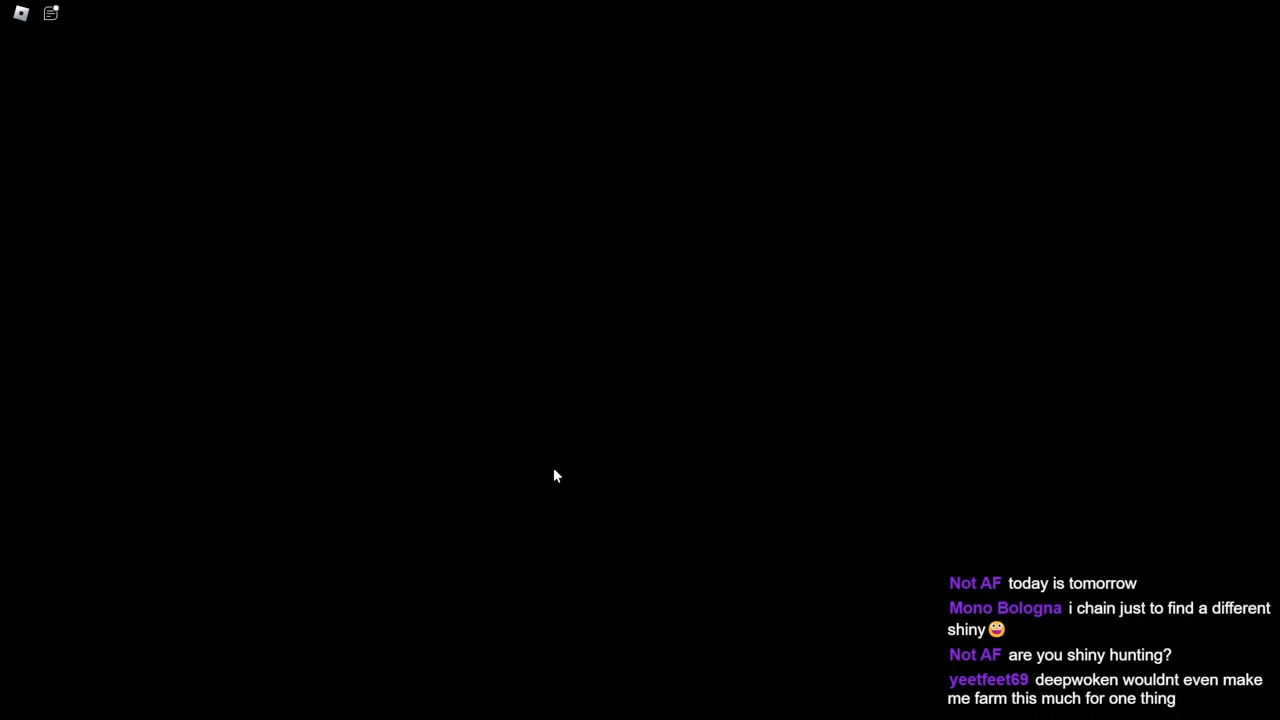 Not AF today is tomorrow
Mono Bologna i chain just to find a different
shiny
Not AF are you shiny hunting?
yeetfeet69 deepwoken wouldnt even make
me farm this much for one thing